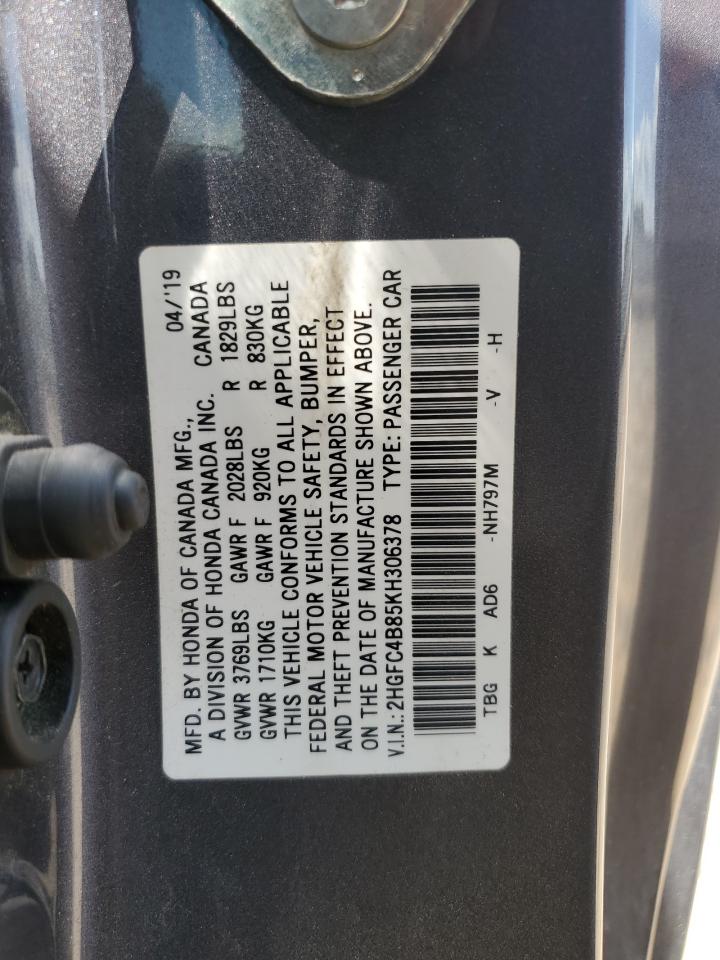 MFD. BY HONDA OF CANADA MFG., 04/'19
A DIVISION OF HONDA CANADA INC. CANADA
GVWR 3769LBS GAWR F 2028LBS R 1829LBS
GVWR 1710KG GAWR F 920KG R 830KG
THIS VEHICLE CONFORMS TO ALL APPLICABLE
FEDERAL MOTOR VEHICLE SAFETY, BUMPER,
AND THEFT PREVENTION STANDARDS IN EFFECT
ON THE DATE OF MANUFACTURE SHOWN ABOVE.
V.I.N.: 2HGFC4B85KH306378 TYPE: PASSENGER CAR
TBG K AD6 -NH797M -V -H